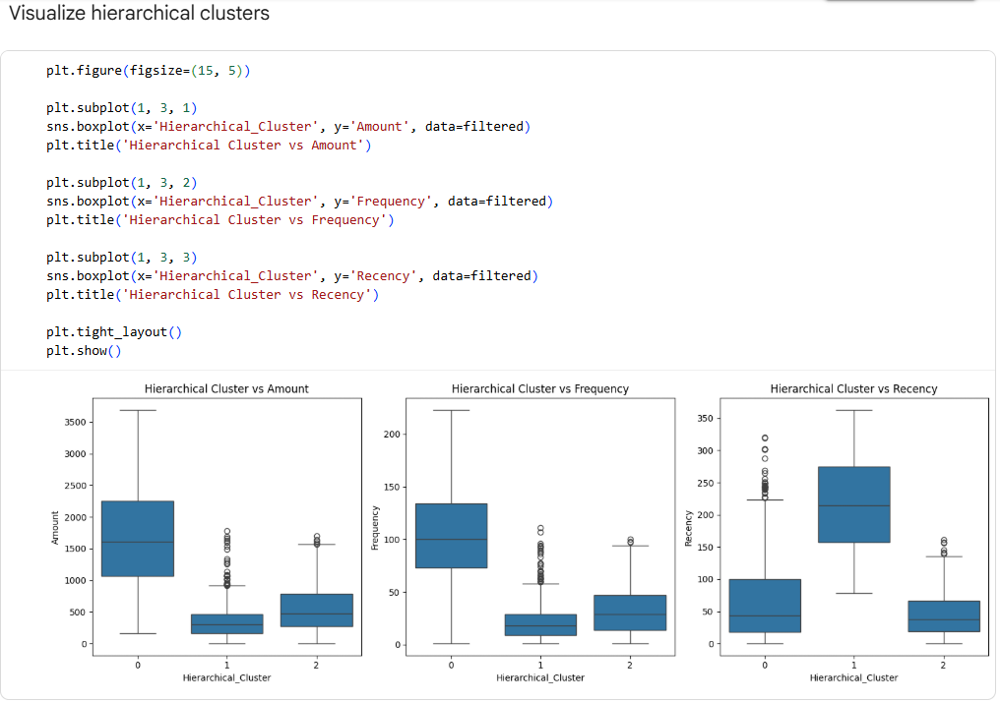 Visualize hierarchical clusters
plt.figure(figsize=(15, 5))
plt.subplot(1, 3, 1)
sns.boxplot(x='Hierarchical_Cluster', y='Amount', data=filtered)
plt.title('Hierarchical Cluster vs Amount')
plt.subplot(1, 3, 2)
sns.boxplot(x='Hierarchical_Cluster', y='Frequency', data=filtered)
plt.title('Hierarchical Cluster vs Frequency')
plt.subplot(1, 3, 3)
sns.boxplot(x='Hierarchical_Cluster', y='Recency', data=filtered)
plt.title('Hierarchical Cluster vs Recency')
plt.tight_layout()
plt.show()
Hierarchical Cluster vs Amount
3500
3000
2500
2000
1500
1000
500
0
Amount
0 1 2
Hierarchical_Cluster
Hierarchical Cluster vs Frequency
200
150
100
50
0
Frequency
0 1 2
Hierarchical_Cluster
Hierarchical Cluster vs Recency
350
300
250
200
150
100
50
0
Recency
0 1 2
Hierarchical_Cluster